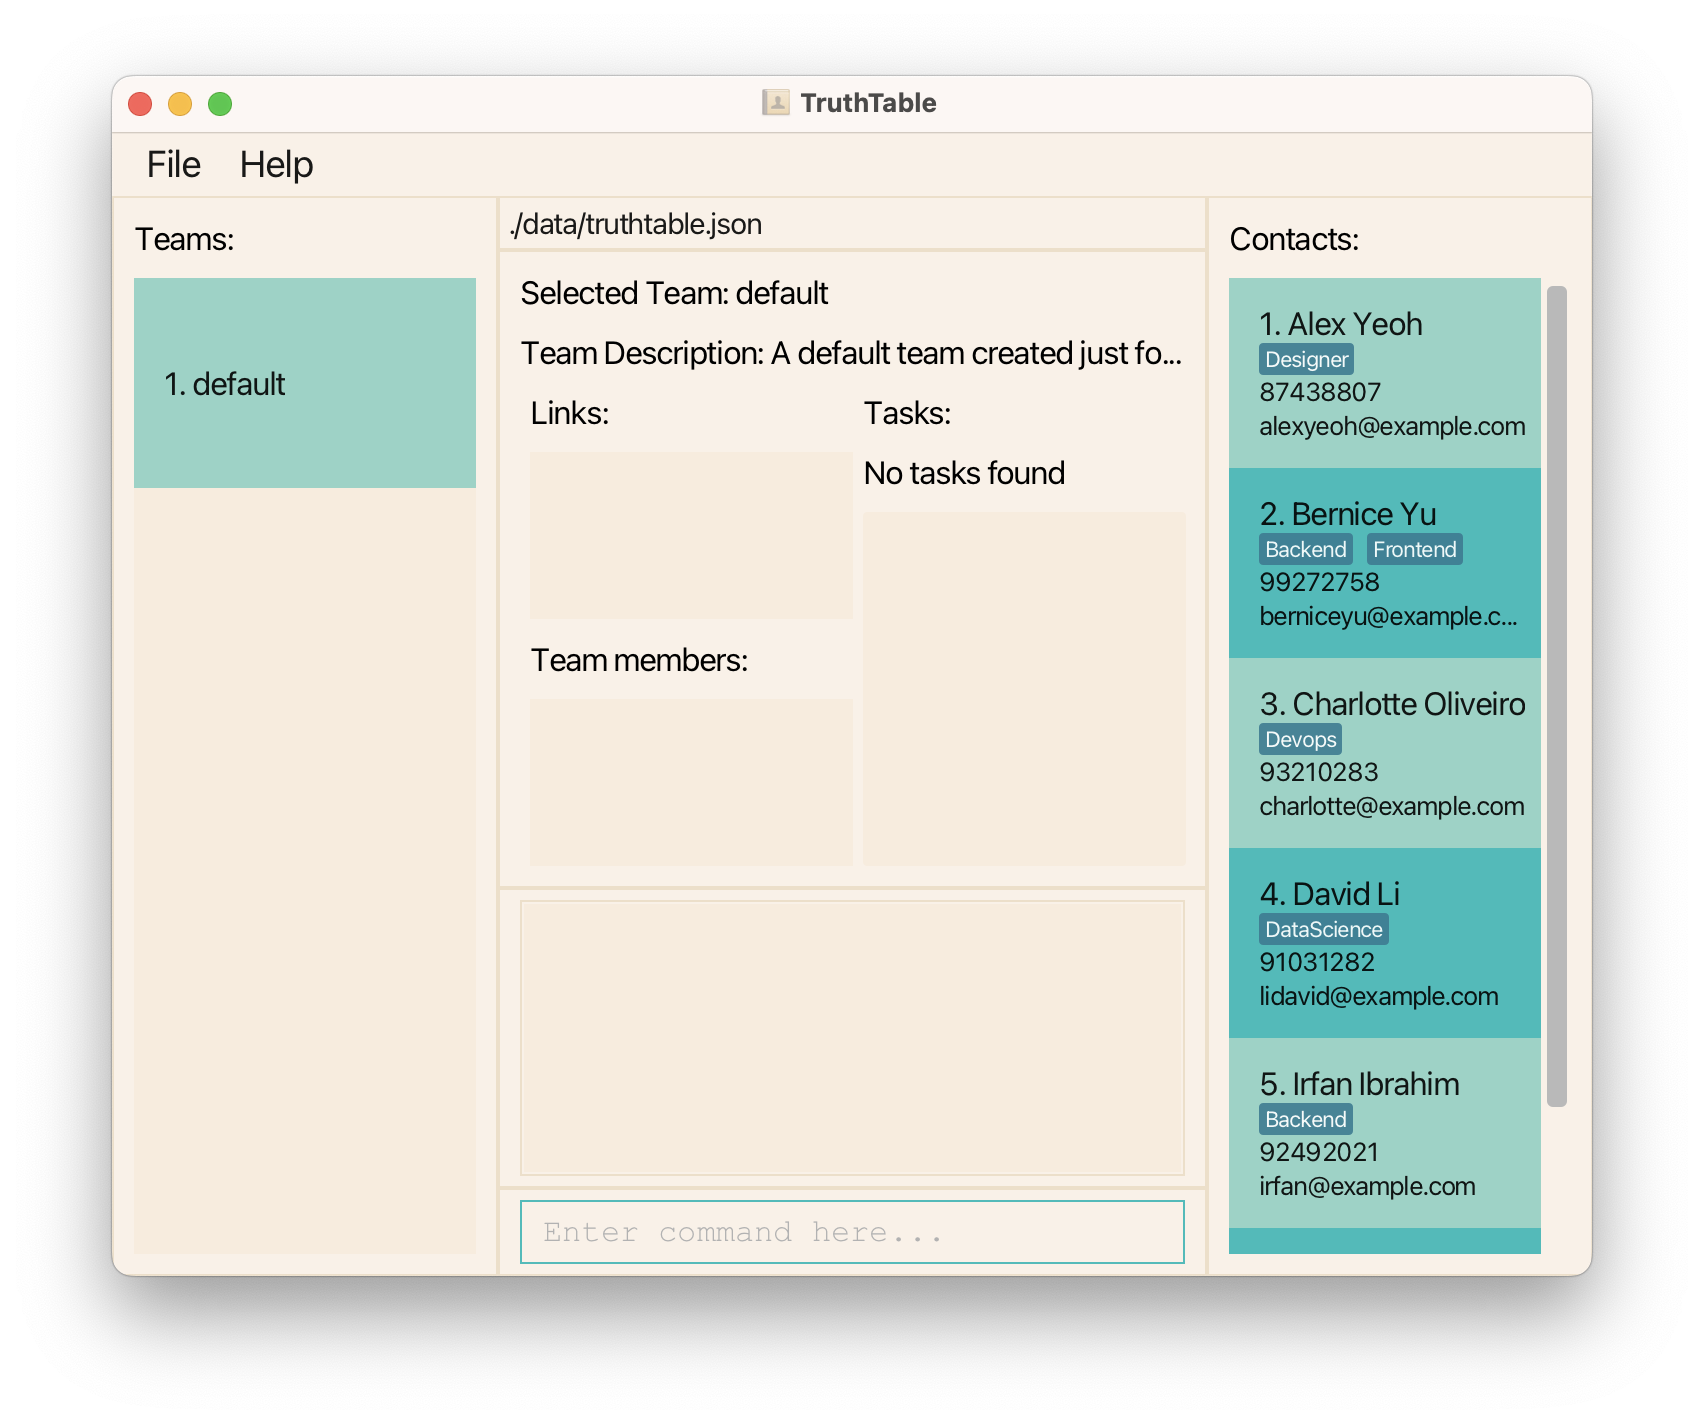 TruthTable
File Help
Teams:
1. default
./data/truthtable.json
Selected Team: default
Team Description: A default team created just fo...
Links:
Tasks:
No tasks found
Team members:
Enter command here...
Contacts:
1. Alex Yeoh
Designer
87438807
alexyeoh@example.com
2. Bernice Yu
Backend Frontend
99272758
berniceyu@example.c...
3. Charlotte Oliveiro
Devops
93210283
charlotte@example.com
4. David Li
DataScience
91031282
lidavid@example.com
5. Irfan Ibrahim
Backend
92492021
irfan@example.com